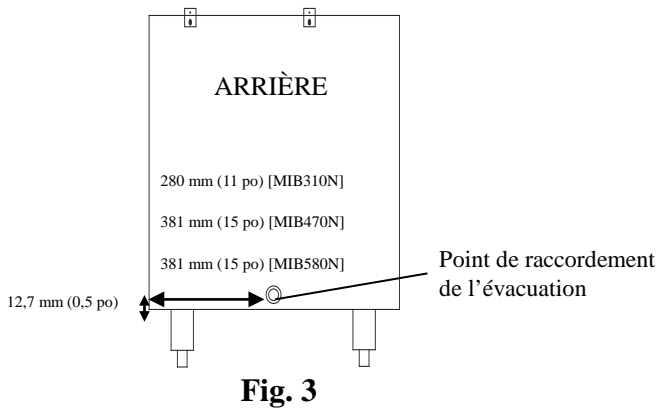 ARRIÈRE
280 mm (11 po) [MIB310N]
381 mm (15 po) [MIB470N]
381 mm (15 po) [MIB580N]
Point de raccordement
de l’évacuation
12,7 mm (0,5 po)
Fig. 3